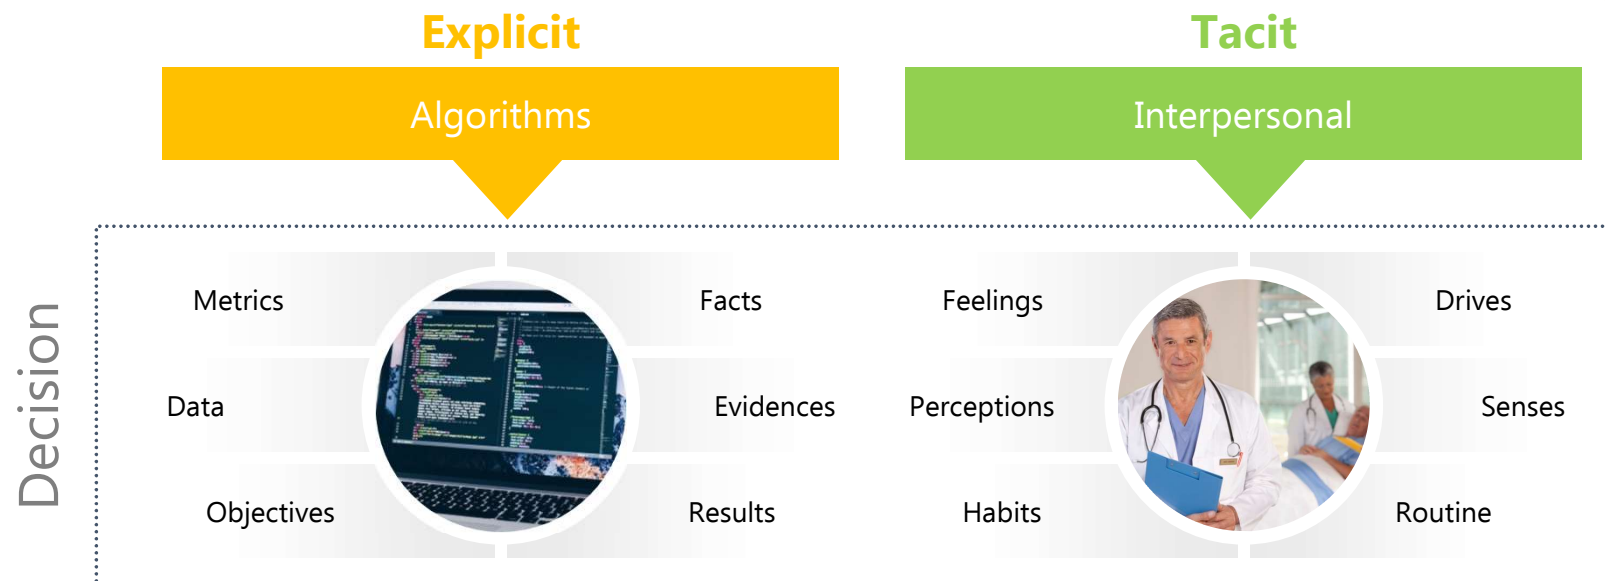 Explicit
Tacit
Algorithms
Interpersonal
Decision
Metrics
Facts
Data
Evidences
Objectives
Results
Feelings
Drives
Perceptions
Senses
Habits
Routine